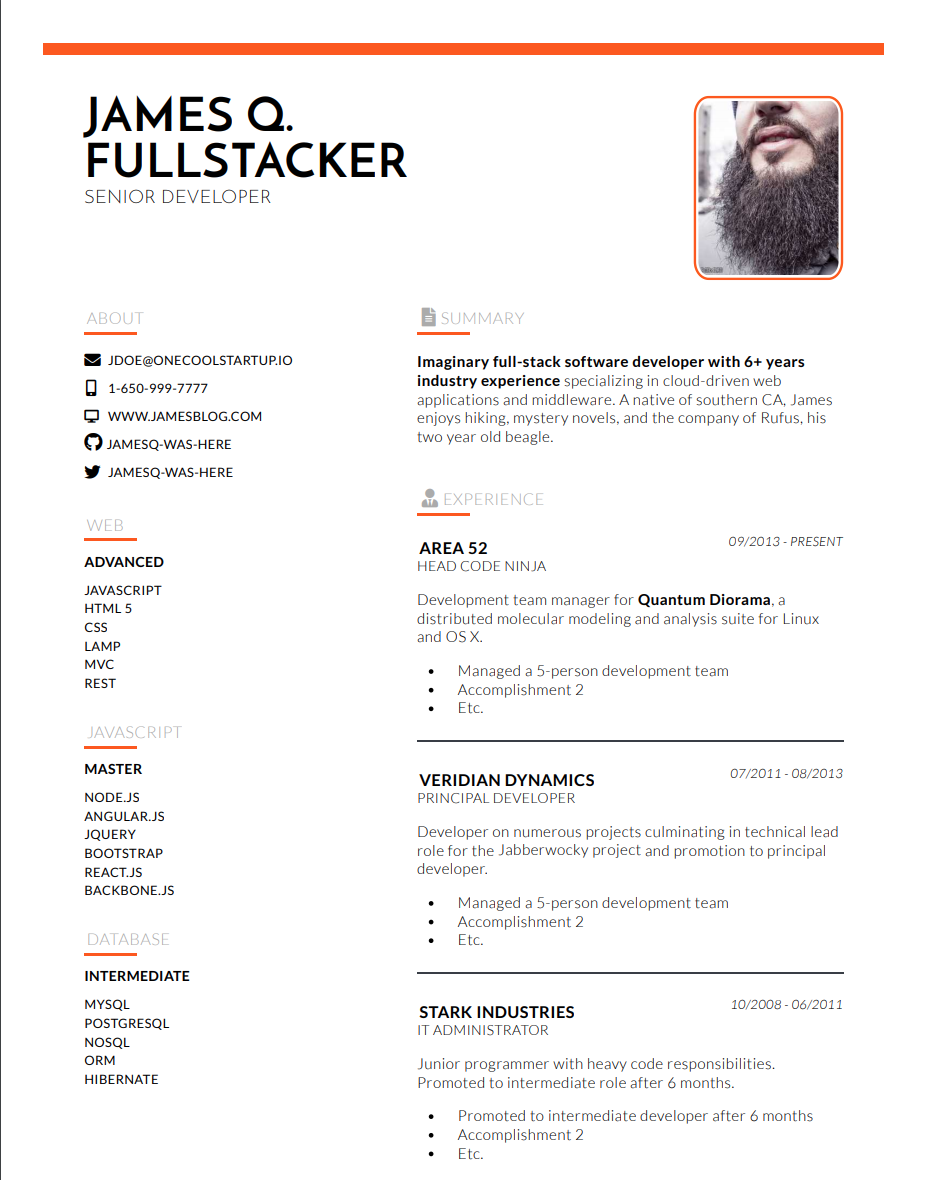 JAMES Q.
FULLSTACKER
SENIOR DEVELOPER
ABOUT
JDOE@ONECOOLSTARTUP.IO
1-650-999-7777
WWW.JAMESBLOG.COM
JAMESQ-WAS-HERE
JAMESQ-WAS-HERE
WEB
ADVANCED
JAVASCRIPT
HTML 5
CSS
LAMP
MVC
REST
JAVASCRIPT
MASTER
NODE.JS
ANGULAR.JS
JQUERY
BOOTSTRAP
REACT.JS
BACKBONE.JS
DATABASE
INTERMEDIATE
MYSQL
POSTGRESQL
NOSQL
ORM
HIBERNATE
SUMMARY
Imaginary full-stack software developer with 6+ years
industry experience specializing in cloud-driven web
applications and middleware. A native of southern CA, James
enjoys hiking, mystery novels, and the company of Rufus, his
two year old beagle.
EXPERIENCE
AREA 52
09/2013 - PRESENT
HEAD CODE NINJA
Development team manager for Quantum Diorama, a
distributed molecular modeling and analysis suite for Linux
and OS X.
• Managed a 5-person development team
• Accomplishment 2
• Etc.
VERIDIAN DYNAMICS
07/2011 - 08/2013
PRINCIPAL DEVELOPER
Developer on numerous projects culminating in technical lead
role for the Jabberwocky project and promotion to principal
developer.
• Managed a 5-person development team
• Accomplishment 2
• Etc.
STARK INDUSTRIES
10/2008 - 06/2011
IT ADMINISTRATOR
Junior programmer with heavy code responsibilities.
Promoted to intermediate role after 6 months.
• Promoted to intermediate developer after 6 months
• Accomplishment 2
• Etc.